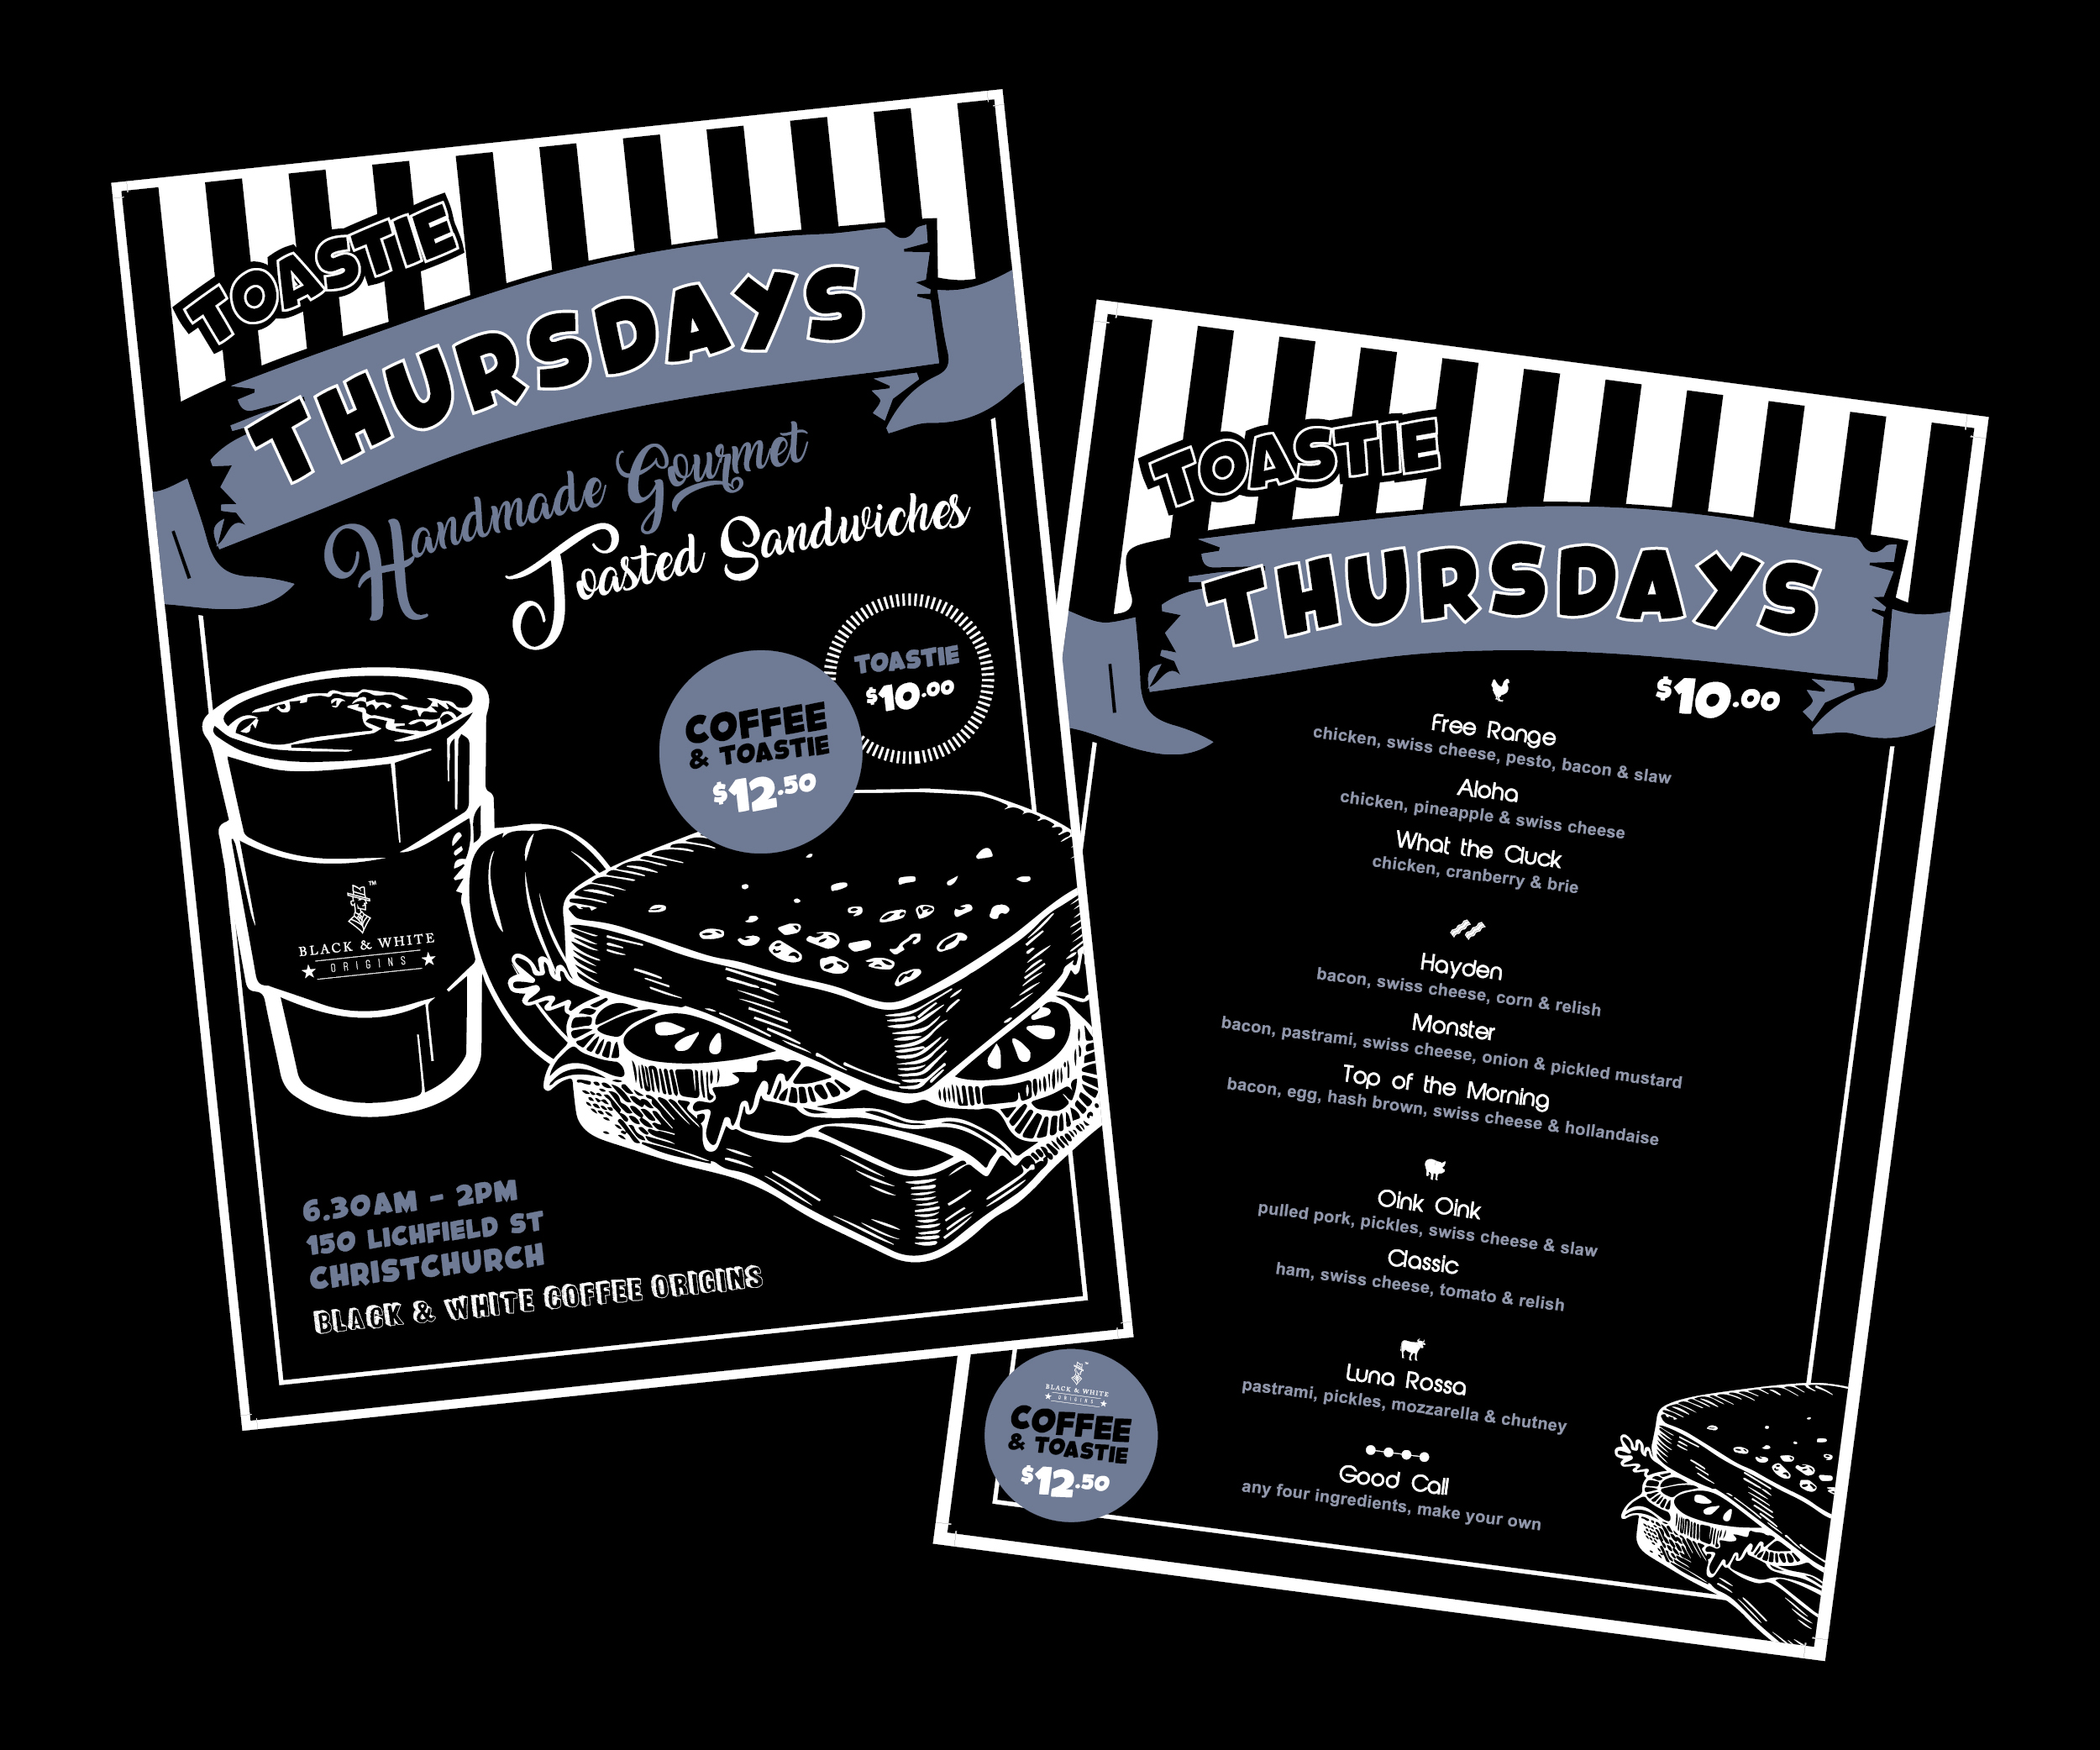 TOASTIE
THURSDAYS
Handmade Gourmet
Toasted Sandwiches
TOASTIE
$10.00
COFFEE
& TOASTIE
$12.50
™
BLACK & WHITE
ORIGINS
6.30AM - 2PM
150 LICHFIELD ST
CHRISTCHURCH
BLACK & WHITE COFFEE ORIGINS
TOASTIE
THURSDAYS
$10.00
Free Range
chicken, swiss cheese, pesto, bacon & slaw
Aloha
chicken, pineapple & swiss cheese
What the Cluck
chicken, cranberry & brie
Hayden
bacon, swiss cheese, corn & relish
Monster
bacon, pastrami, swiss cheese, onion & pickled mustard
Top of the Morning
bacon, egg, hash brown, swiss cheese & hollandaise
Oink Oink
pulled pork, pickles, swiss cheese & slaw
Classic
ham, swiss cheese, tomato & relish
Luna Rossa
pastrami, pickles, mozzarella & chutney
Good Call
any four ingredients, make your own
BLACK & WHITE
ORIGINS
COFFEE
& TOASTIE
$12.50